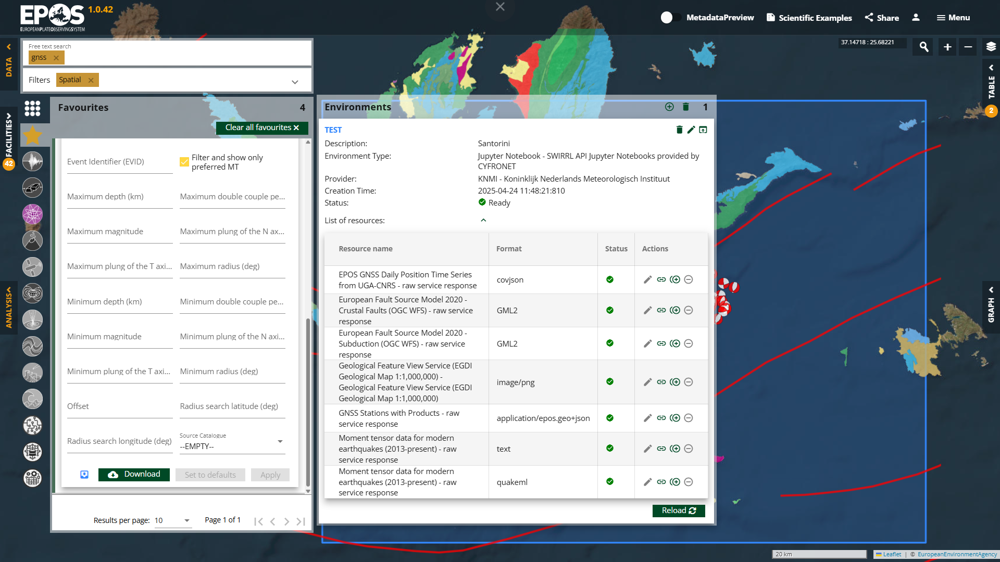 EPOS 1.0.42
EUROPEAN PLATE OBSERVING SYSTEM
MetadataPreview
Scientific Examples
Share
Menu
37.14718 : 25.68221
DATA
Free text search
gnss
Filters
Spatial
TABLE
2
FACILITIES
42
ANALYSIS
GRAPH
Favourites
4
Clear all favourites
Event Identifier (EVID)
Filter and show only
preferred MT
Maximum depth (km)
Maximum double couple pe...
Maximum magnitude
Maximum plung of the N ax...
Maximum plung of the T axi...
Maximum radius (deg)
Minimum depth (km)
Minimum double couple pe...
Minimum magnitude
Minimum plung of the N axi...
Minimum plung of the T axi...
Minimum radius (deg)
Offset
Radius search latitude (deg)
Radius search longitude (deg)
Source Catalogue
--EMPTY--
Download
Set to defaults
Apply
Results per page:
10
Page 1 of 1
Environments
1
TEST
Description:
Santorini
Environment Type:
Jupyter Notebook - SWIRRL API Jupyter Notebooks provided by
CYFRONET
Provider:
KNMI - Koninklijk Nederlands Meteorologisch Instituut
Creation Time:
2025-04-24 11:48:21:810
Status:
Ready
List of resources:
Resource name
Format
Status
Actions
EPOS GNSS Daily Position Time Series
from UGA-CNRS - raw service response
covjson
European Fault Source Model 2020 -
Crustal Faults (OGC WFS) - raw service
response
GML2
European Fault Source Model 2020 -
Subduction (OGC WFS) - raw service
response
GML2
Geological Feature View Service (EGDI
Geological Map 1:1,000,000) -
Geological Feature View Service (EGDI
Geological Map 1:1,000,000)
image/png
GNSS Stations with Products - raw
service response
application/epos.geo+json
Moment tensor data for modern
earthquakes (2013-present) - raw
service response
text
Moment tensor data for modern
earthquakes (2013-present) - raw
service response
quakeml
Reload
20 km
Leaflet | © EuropeanEnvironmentAgency